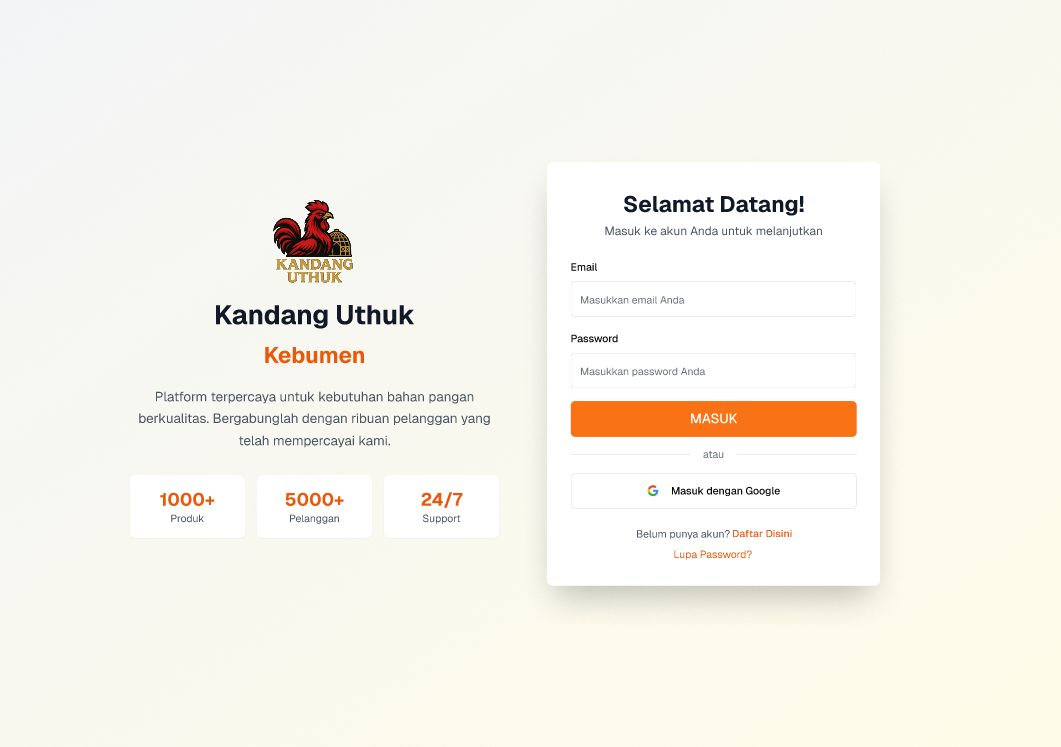 KANDANG
UTHUK
Kandang Uthuk
Kebumen
Platform terpercaya untuk kebutuhan bahan pangan
berkualitas. Bergabunglah dengan ribuan pelanggan yang
telah mempercayai kami.
1000+
Produk
5000+
Pelanggan
24/7
Support
Selamat Datang!
Masuk ke akun Anda untuk melanjutkan
Email
Masukkan email Anda
Password
Masukkan password Anda
MASUK
atau
Masuk dengan Google
Belum punya akun? Daftar Disini
Lupa Password?